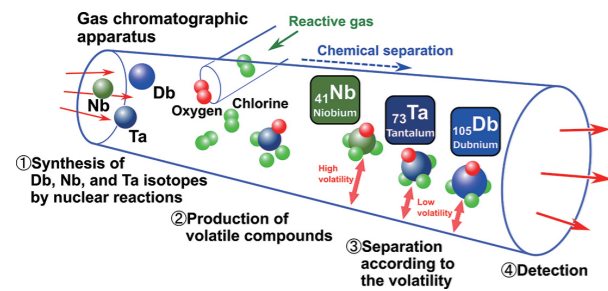 Gas chromatographic
apparatus
Reactive gas
Chemical separation
Nb
Db
Ta
Oxygen
Chlorine
41Nb
Niobium
73Ta
Tantalum
105Db
Dubnium
High
volatility
Low
volatility
①Synthesis of
Db, Nb, and Ta isotopes
by nuclear reactions
②Production of
volatile compounds
③Separation
according to
the volatility
④Detection